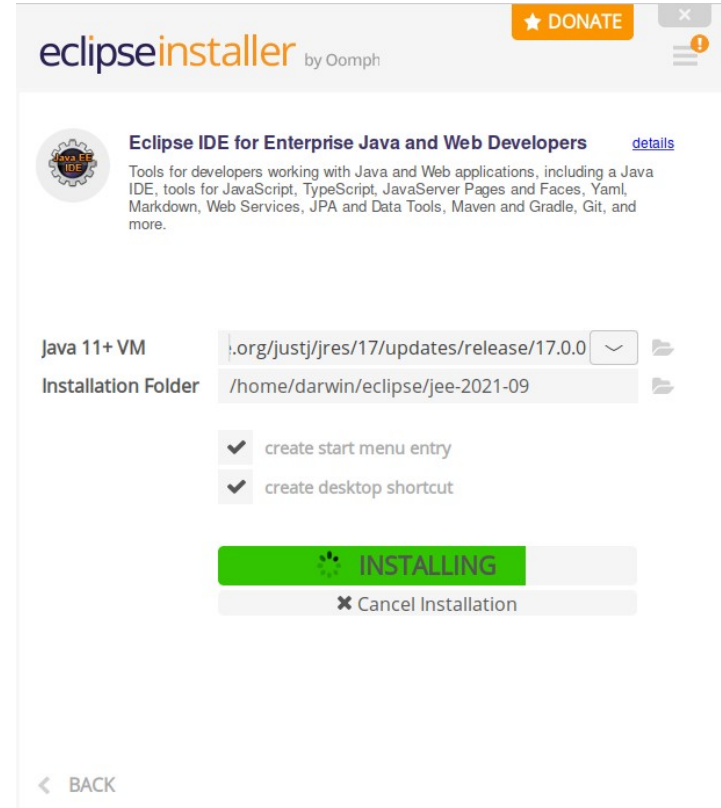 DONATE
eclipseinstaller by Oomph
Java EE
IDE
Eclipse IDE for Enterprise Java and Web Developers details
Tools for developers working with Java and Web applications, including a Java
IDE, tools for JavaScript, TypeScript, JavaServer Pages and Faces, Yaml,
Markdown, Web Services, JPA and Data Tools, Maven and Gradle, Git, and
more.
Java 11+ VM .org/justj/jres/17/updates/release/17.0.0
Installation Folder /home/darwin/eclipse/jee-2021-09
create start menu entry
create desktop shortcut
INSTALLING
Cancel Installation
BACK